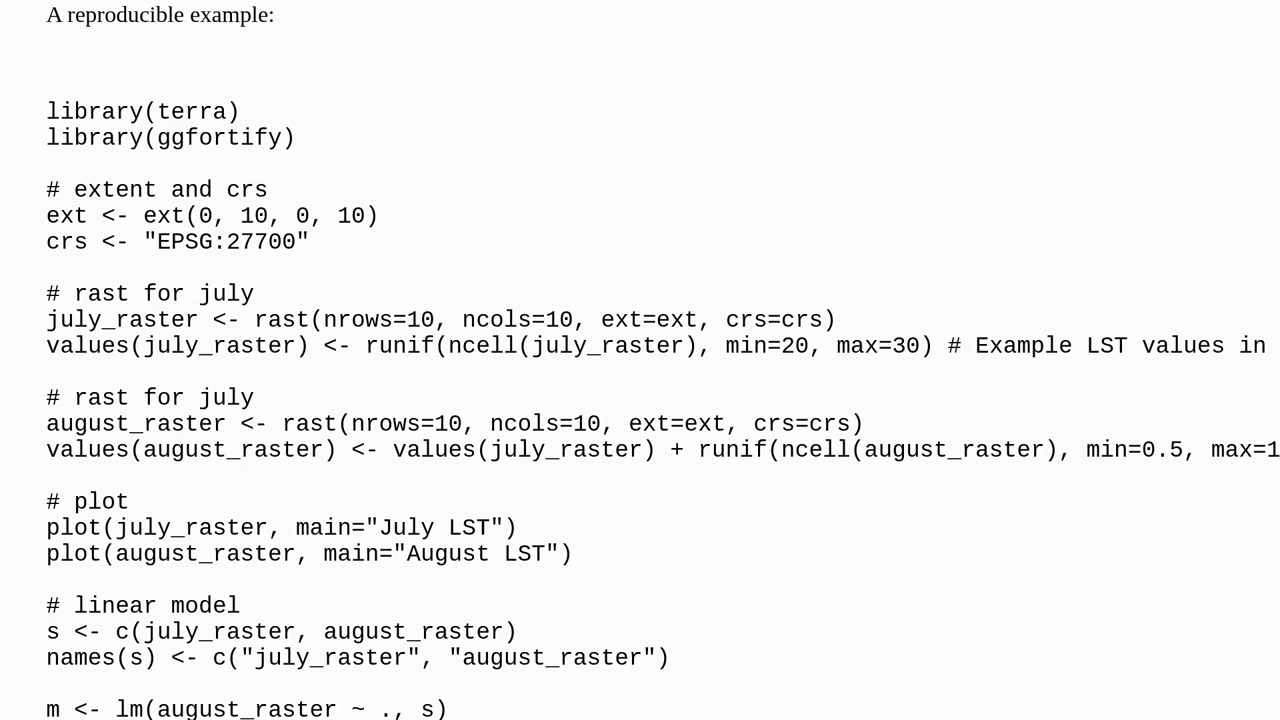 A reproducible example:
library(terra)
library(ggfortify)
# extent and crs
ext <- ext(0, 10, 0, 10)
crs <- "EPSG:27700"
# rast for july
july_raster <- rast(nrows=10, ncols=10, ext=ext, crs=crs)
values(july_raster) <- runif(ncell(july_raster), min=20, max=30) # Example LST values in
# rast for july
august_raster <- rast(nrows=10, ncols=10, ext=ext, crs=crs)
values(august_raster) <- values(july_raster) + runif(ncell(august_raster), min=0.5, max=1
# plot
plot(july_raster, main="July LST")
plot(august_raster, main="August LST")
# linear model
s <- c(july_raster, august_raster)
names(s) <- c("july_raster", "august_raster")
m <- lm(august_raster ~ ., s)